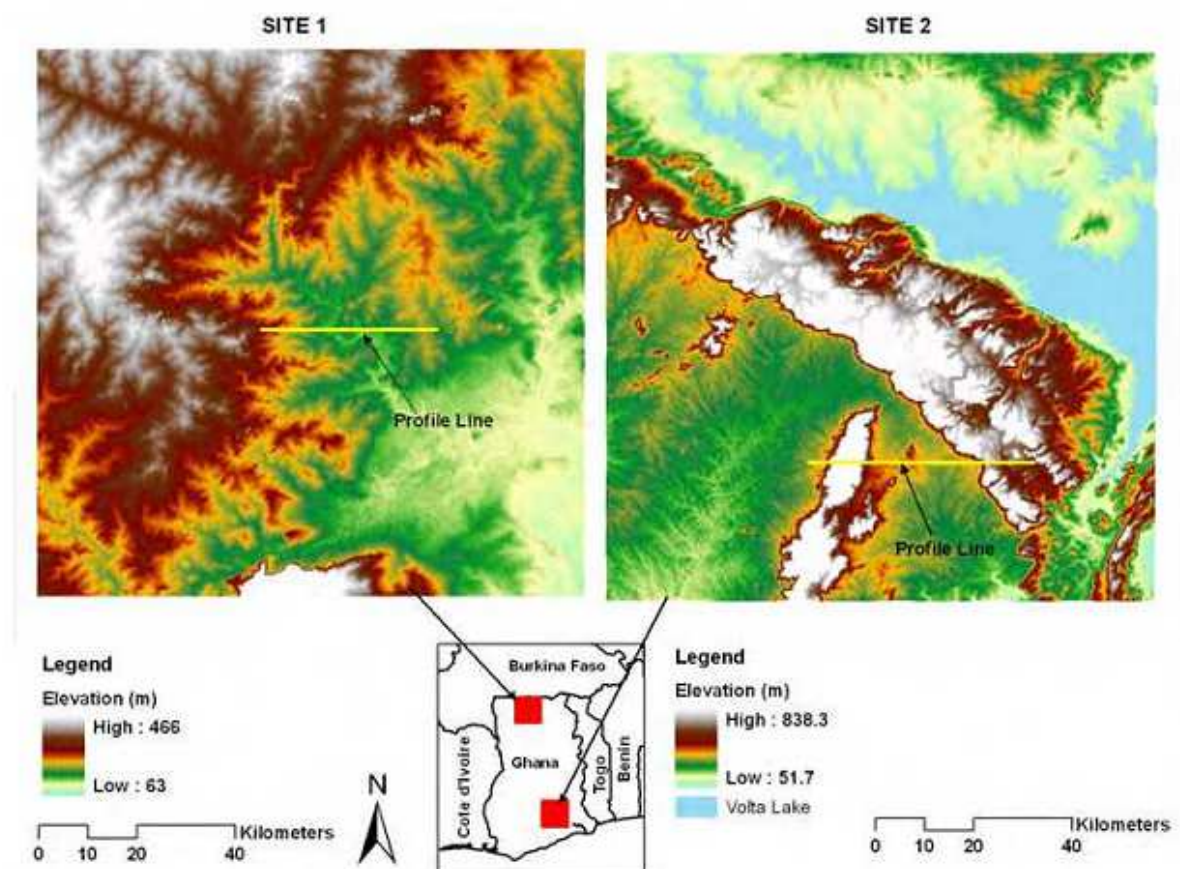 SITE 1
SITE 2
Profile Line
Profile Line
Legend
Elevation (m)
High : 466
Low : 63
Kilometers
0 10 20 40
N
Burkina Faso
Ghana
Cote d'Ivoire
Togo
Benin
Legend
Elevation (m)
High : 838.3
Low : 51.7
Volta Lake
Kilometers
0 10 20 40